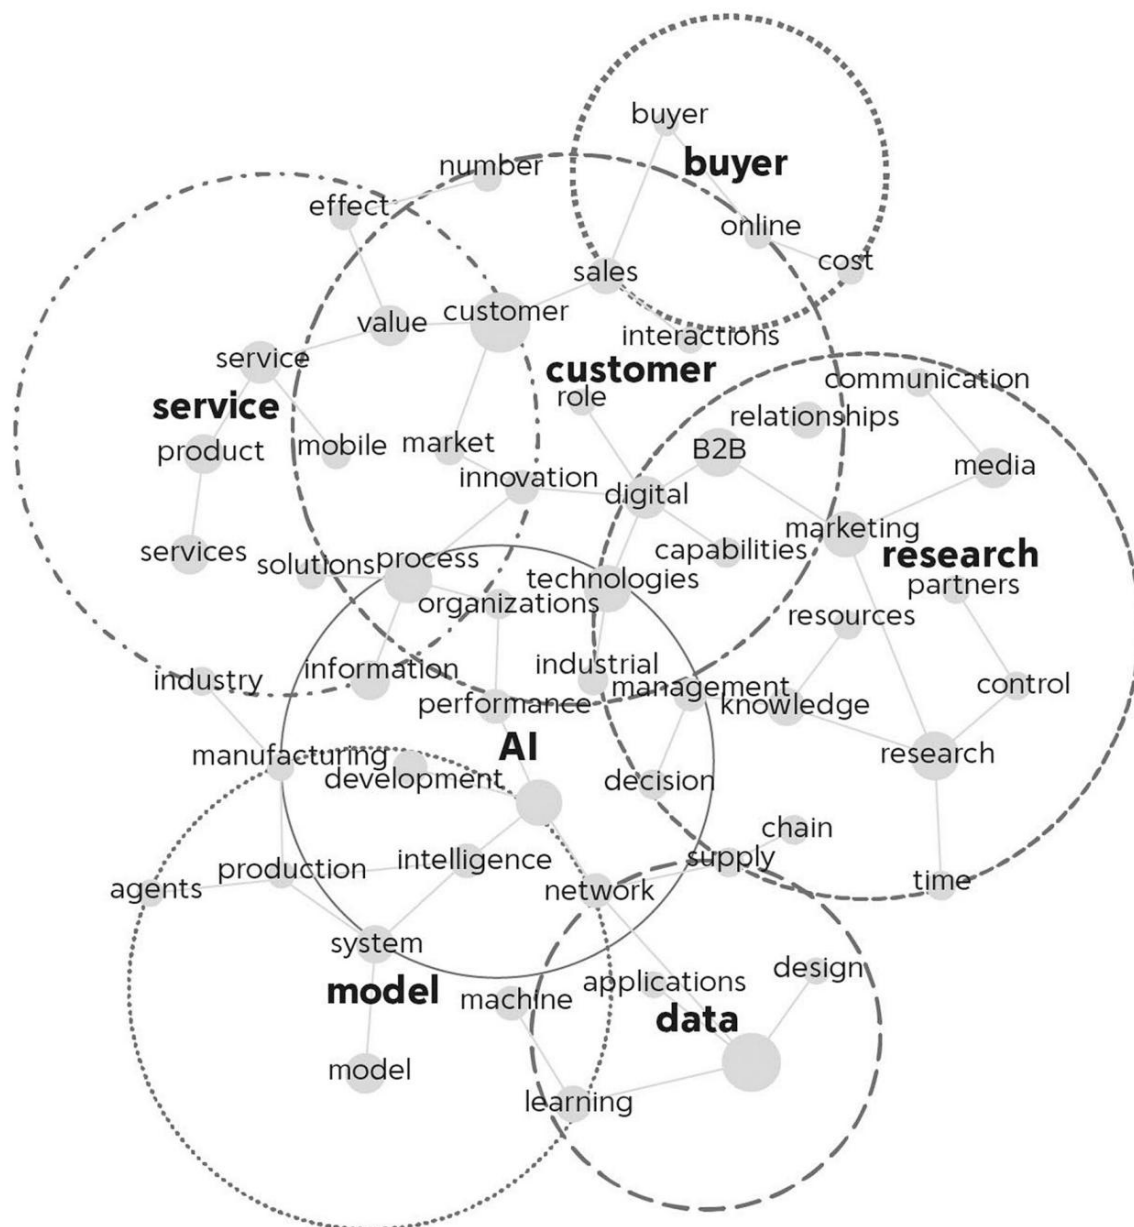 buyer
buyer
number
effect
online
cost
sales
customer
value
interactions
service
customer
communication
role
service
relationships
product
mobile
market
B2B
media
innovation
digital
marketing
services
solutions
process
capabilities
research
technologies
partners
organizations
resources
industry
information
industrial
management
control
performance
knowledge
AI
manufacturing
development
decision
research
chain
agents
production
intelligence
supply
network
time
system
model
machine
applications
design
data
model
learning